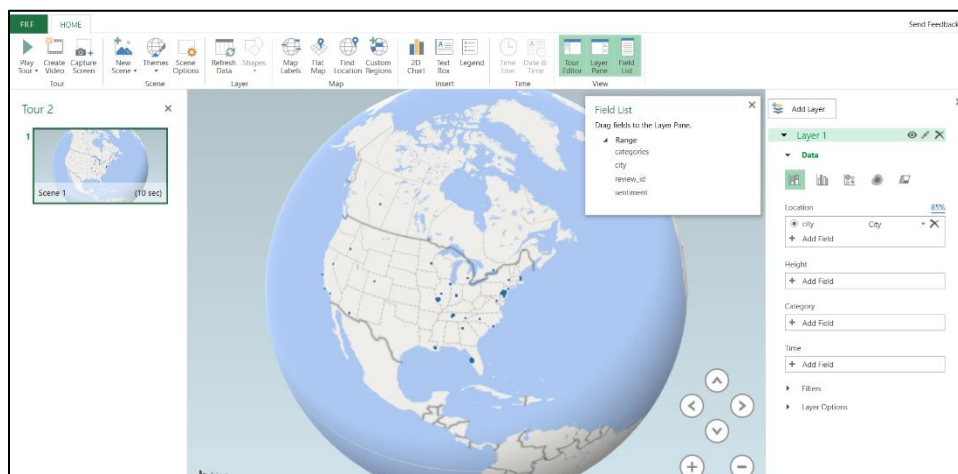 FILE HOME Send Feedback
Play Tour Create Video Capture Screen New Scene Themes Scene Options Refresh Data Shapes Map Labels Flat Map Find Location Custom Regions 2D Chart Text Box Legend Time Line Date & Time Tour Editor Layer Pane Field List
Tour Scene Layer Map Insert Time View
Tour 2
1
Scene 1 (10 sec)
Field List
Drag fields to the Layer Pane.
Range
categories
city
review_id
sentiment
Add Layer
Layer 1
Data
Location 85%
city City
Add Field
Height
Add Field
Category
Add Field
Time
Add Field
Filters
Layer Options